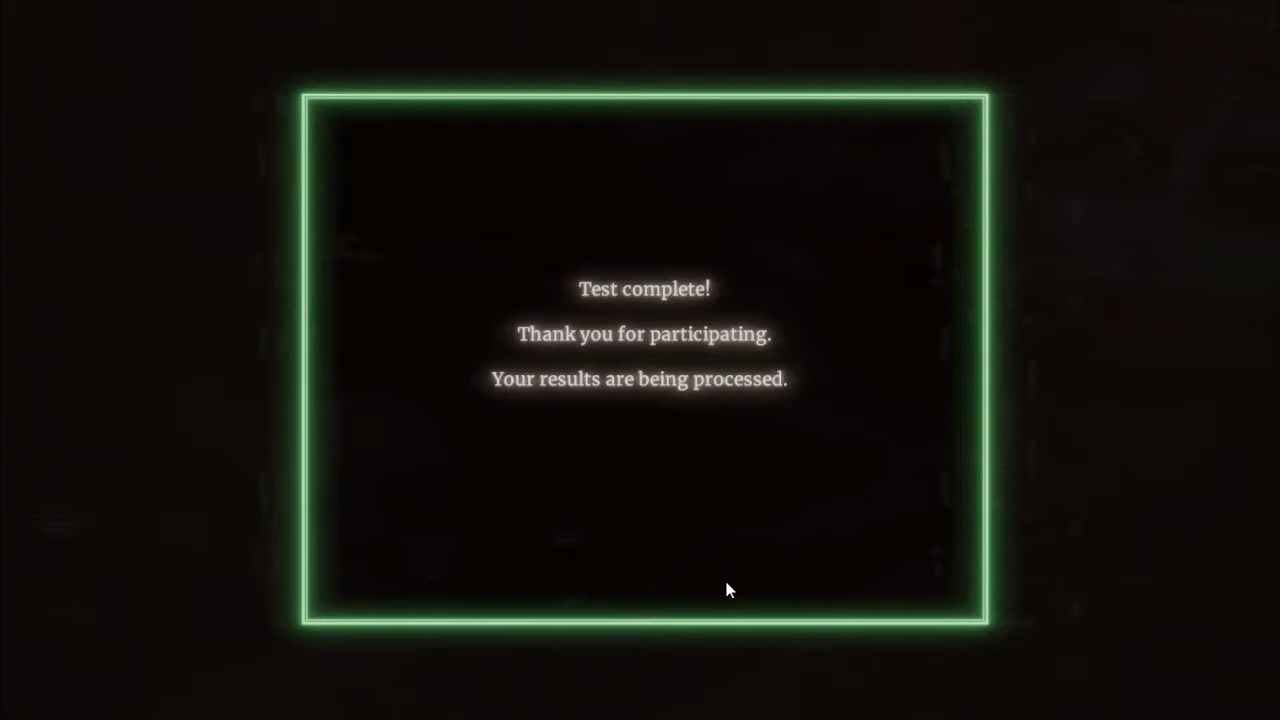 Test complete!
Thank you for participating.
Your results are being processed.